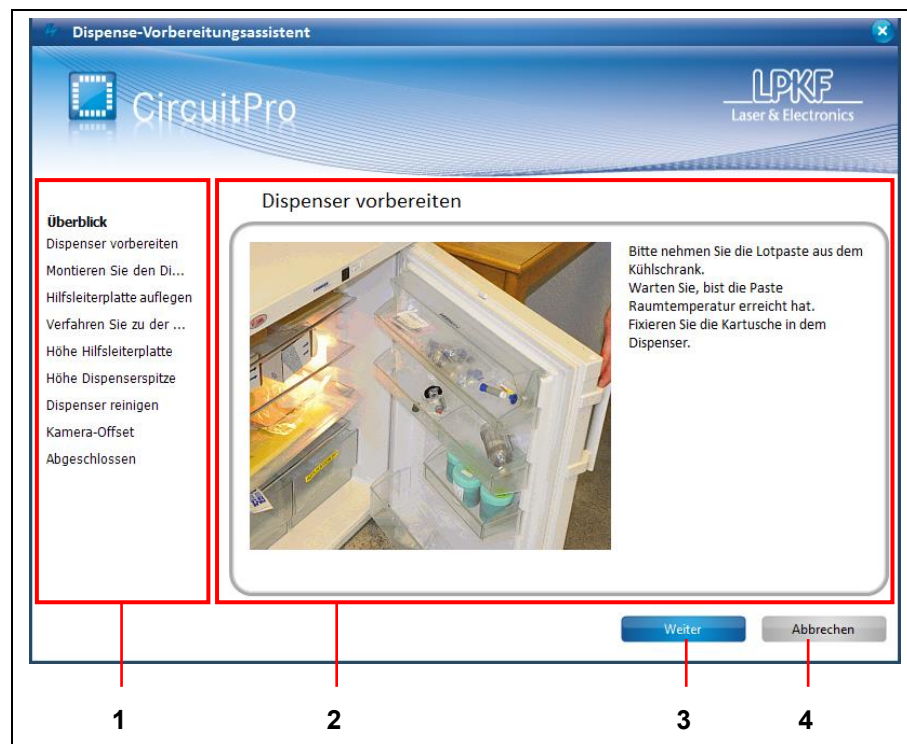 Dispense-Vorbereitungsassistent
CircuitPro
LPKF
Laser & Electronics
Überblick
Dispenser vorbereiten
Montieren Sie den Di...
Hilfsleiterplatte auflegen
Verfahren Sie zu der ...
Höhe Hilfsleiterplatte
Höhe Dispenserspitze
Dispenser reinigen
Kamera-Offset
Abgeschlossen
Dispenser vorbereiten
Bitte nehmen Sie die Lotpaste aus dem
Kühlschrank.
Warten Sie, bist die Paste
Raumtemperatur erreicht hat.
Fixieren Sie die Kartusche in dem
Dispenser.
Weiter
Abbrechen
1
2
3
4